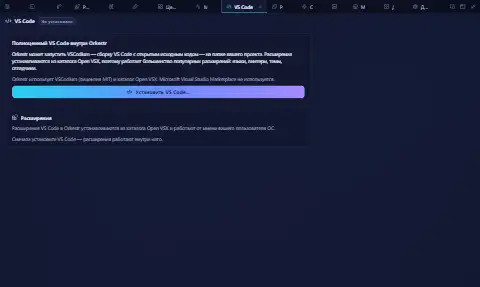 VS Code
VS Code
Не установлен
Полноценный VS Code внутри Orkestr
Orkestr может запустить VSCodium — сборку VS Code с открытым исходным кодом — на папке вашего проекта. Расширения
устанавливаются из каталога Open VSX, поэтому работает большинство популярных расширений: языки, линтеры, темы,
отладчики.
Orkestr использует VSCodium (лицензия MIT) и каталог Open VSX. Microsoft Visual Studio Marketplace не используется.
Установить VS Code...
Расширения
Расширения VS Code в Orkestr устанавливаются из каталога Open VSX и работают от имени вашего пользователя ОС.
Сначала установите VS Code — расширения работают внутри него.